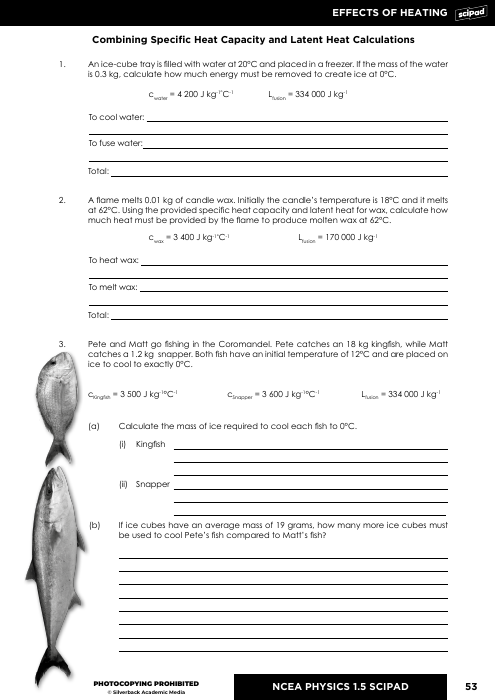 EFFECTS OF HEATING scipad
Combining Specific Heat Capacity and Latent Heat Calculations
1. An ice-cube tray is filled with water at 20°C and placed in a freezer. If the mass of the water
is 0.3 kg, calculate how much energy must be removed to create ice at 0°C.
c_water = 4 200 J kg⁻¹°C⁻¹ L_fusion = 334 000 J kg⁻¹
To cool water:
To fuse water:
Total:
2. A flame melts 0.01 kg of candle wax. Initially the candle's temperature is 18°C and it melts
at 62°C. Using the provided specific heat capacity and latent heat for wax, calculate how
much heat must be provided by the flame to produce molten wax at 62°C.
c_wax = 3 400 J kg⁻¹°C⁻¹ L_fusion = 170 000 J kg⁻¹
To heat wax:
To melt wax:
Total:
3. Pete and Matt go fishing in the Coromandel. Pete catches an 18 kg kingfish, while Matt
catches a 1.2 kg snapper. Both fish have an initial temperature of 12°C and are placed on
ice to cool to exactly 0°C.
c_Kingfish = 3 500 J kg⁻¹°C⁻¹ c_Snapper = 3 600 J kg⁻¹°C⁻¹ L_fusion = 334 000 J kg⁻¹
(a) Calculate the mass of ice required to cool each fish to 0°C.
(i) Kingfish
(ii) Snapper
(b) If ice cubes have an average mass of 19 grams, how many more ice cubes must
be used to cool Pete's fish compared to Matt's fish?
PHOTOCOPYING PROHIBITED
© Silverback Academic Media
NCEA PHYSICS 1.5 SCIPAD 53